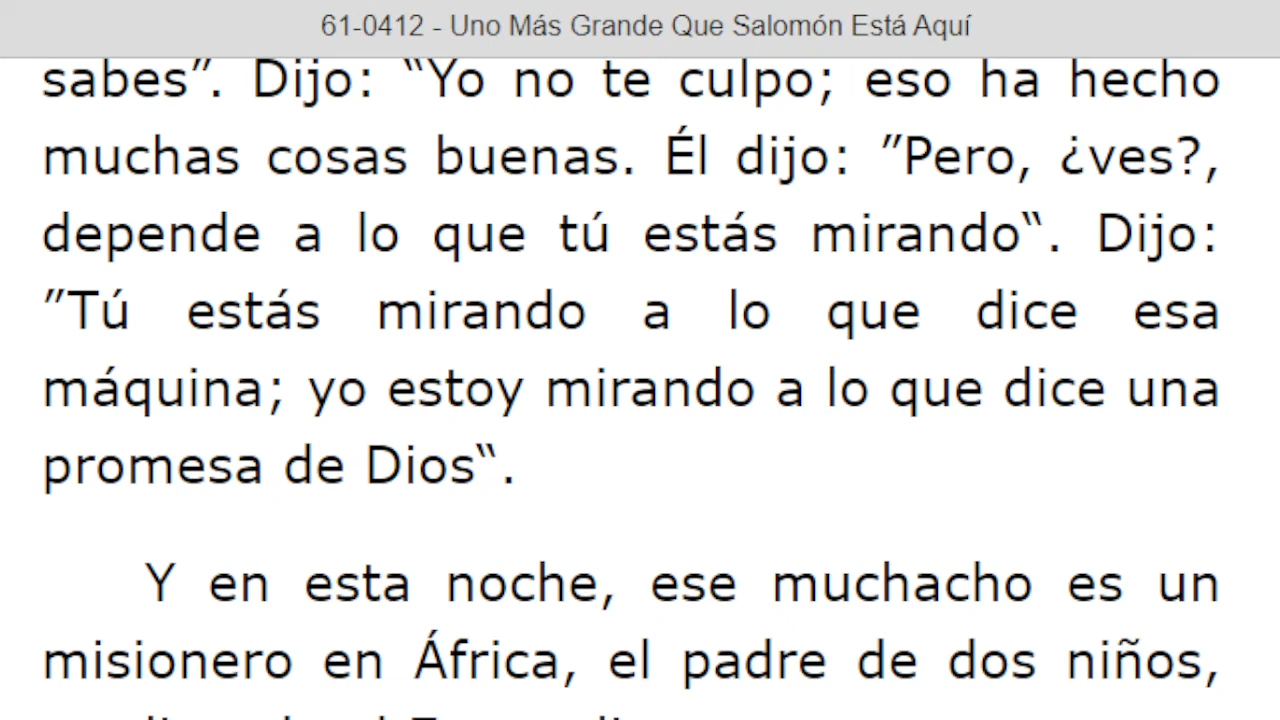 61-0412 - Uno Más Grande Que Salomón Está Aquí
sabes”. Dijo: “Yo no te culpo; eso ha hecho
muchas cosas buenas. Él dijo: ”Pero, ¿ves?,
depende a lo que tú estás mirando“. Dijo:
”Tú estás mirando a lo que dice esa
máquina; yo estoy mirando a lo que dice una
promesa de Dios“.
Y en esta noche, ese muchacho es un
misionero en África, el padre de dos niños,